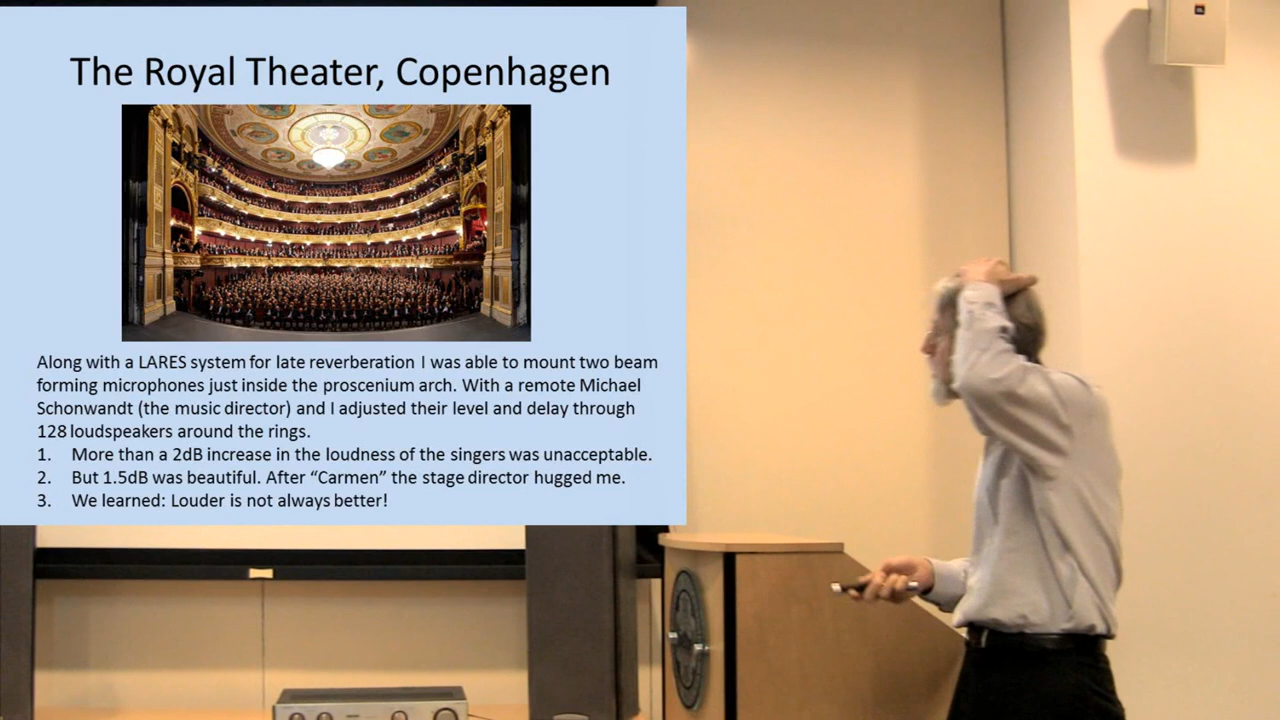 The Royal Theater, Copenhagen
Along with a LARES system for late reverberation I was able to mount two beam
forming microphones just inside the proscenium arch. With a remote Michael
Schonwandt (the music director) and I adjusted their level and delay through
128 loudspeakers around the rings.
1. More than a 2dB increase in the loudness of the singers was unacceptable.
2. But 1.5dB was beautiful. After “Carmen” the stage director hugged me.
3. We learned: Louder is not always better!